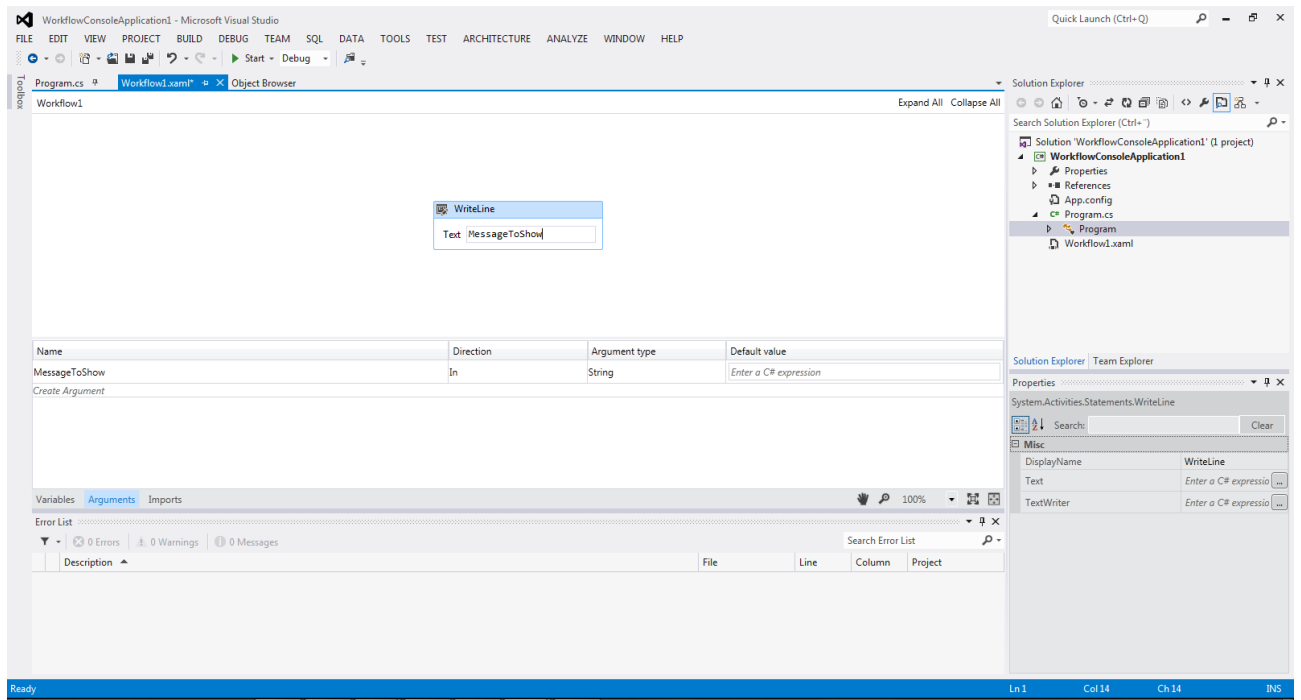 WorkflowConsoleApplication1 - Microsoft Visual Studio
Quick Launch (Ctrl+Q)
FILE EDIT VIEW PROJECT BUILD DEBUG TEAM SQL DATA TOOLS TEST ARCHITECTURE ANALYZE WINDOW HELP
Start Debug
Toolbox
Program.cs Workflow1.xaml* Object Browser
Workflow1 Expand All Collapse All
WriteLine
Text MessageToShow
Name Direction Argument type Default value
MessageToShow In String Enter a C# expression
Create Argument
Variables Arguments Imports 100%
Error List
0 Errors 0 Warnings 0 Messages Search Error List
Description File Line Column Project
Solution Explorer
Search Solution Explorer (Ctrl+¨)
Solution 'WorkflowConsoleApplication1' (1 project)
C# WorkflowConsoleApplication1
Properties
References
App.config
C# Program.cs
Program
Workflow1.xaml
Solution Explorer Team Explorer
Properties
System.Activities.Statements.WriteLine
Search: Clear
Misc
DisplayName WriteLine
Text Enter a C# expressio ...
TextWriter Enter a C# expressio ...
Ready Ln 1 Col 14 Ch 14 INS